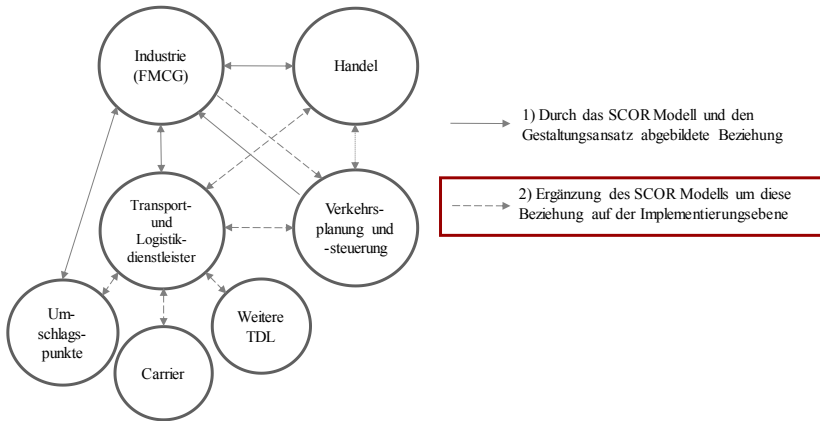 Industrie
(FMCG)
Handel
1) Durch das SCOR Modell und den
Gestaltungsansatz abgebildete Beziehung
2) Ergänzung des SCOR Modells um diese
Beziehung auf der Implementierungsebene
Transport-
und
Logistik-
dienstleister
Verkehrs-
planung und
-steuerung
Um-
schlags-
punkte
Carrier
Weitere
TDL